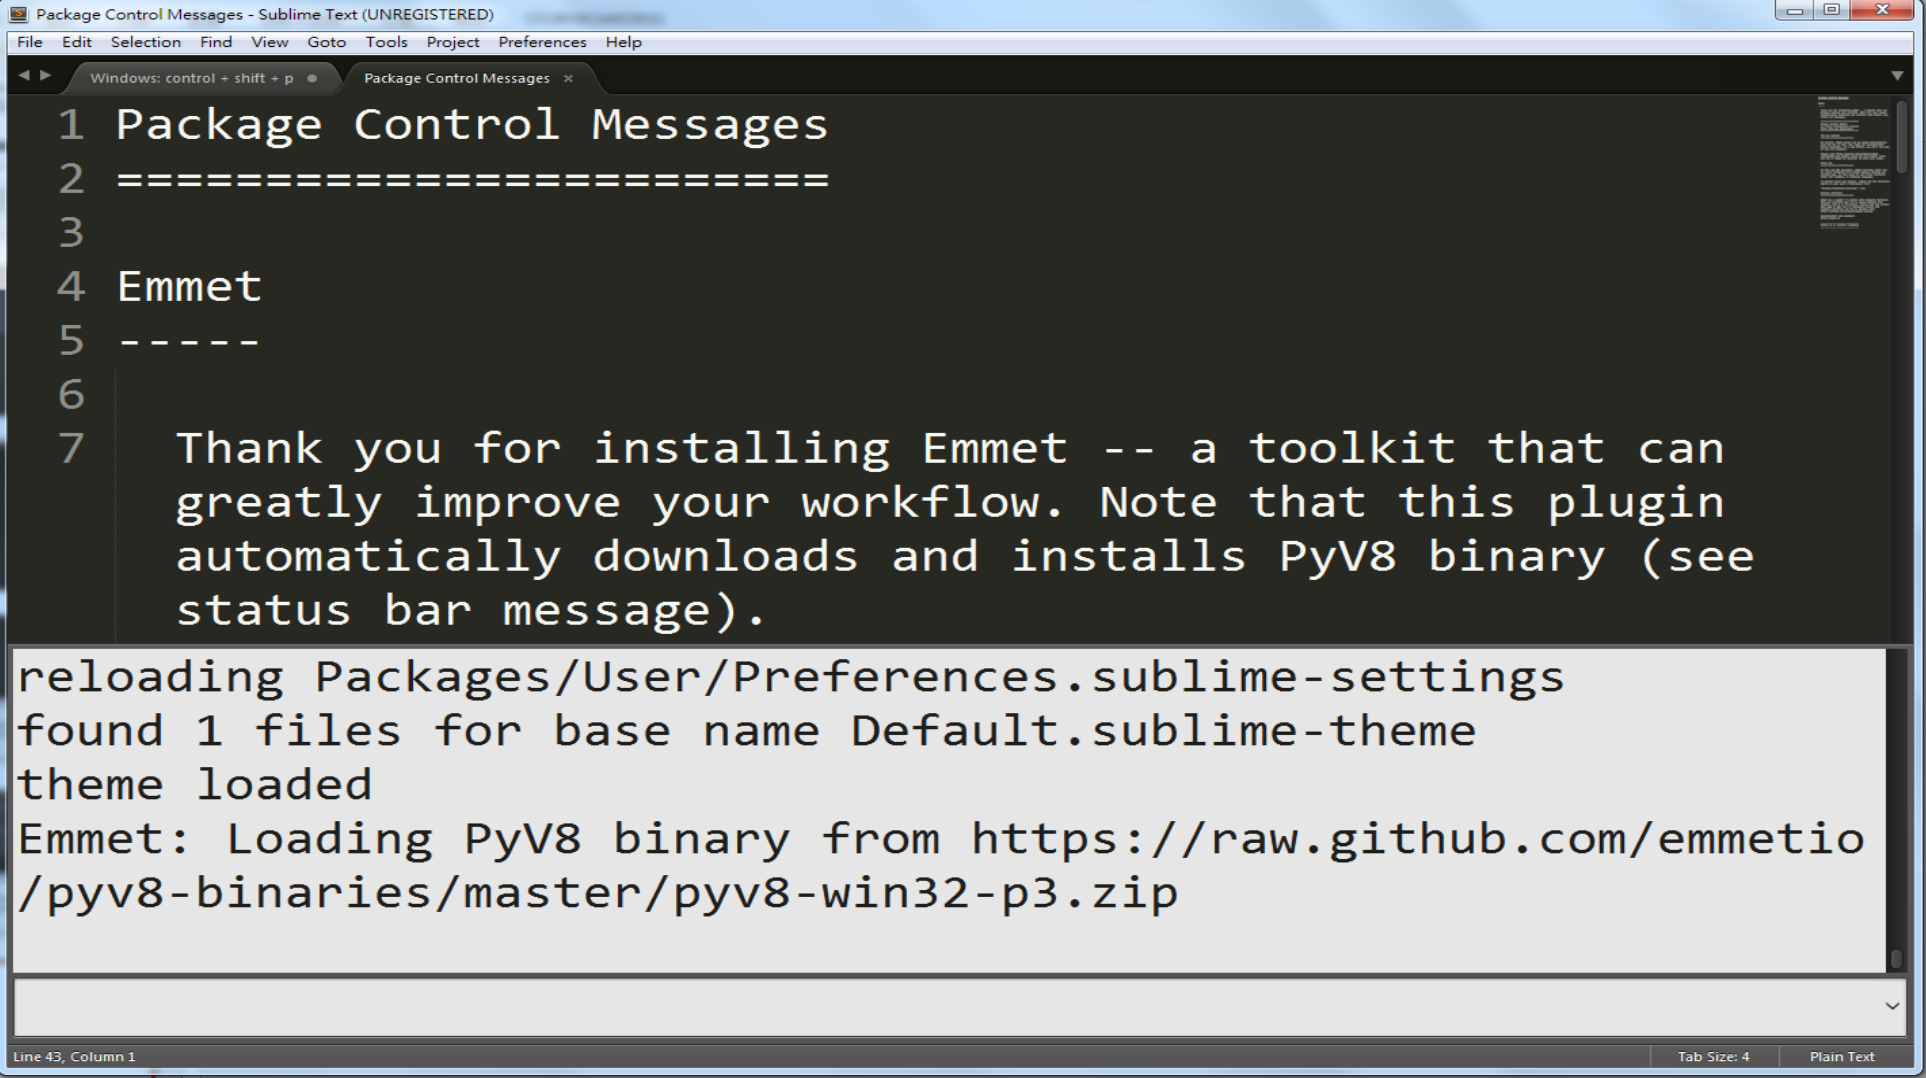 Package Control Messages - Sublime Text (UNREGISTERED)
File Edit Selection Find View Goto Tools Project Preferences Help
Windows: control + shift + p
Package Control Messages
1 Package Control Messages
2 ========================
3
4 Emmet
5 -----
6
7 Thank you for installing Emmet -- a toolkit that can
greatly improve your workflow. Note that this plugin
automatically downloads and installs PyV8 binary (see
status bar message).
reloading Packages/User/Preferences.sublime-settings
found 1 files for base name Default.sublime-theme
theme loaded
Emmet: Loading PyV8 binary from https://raw.github.com/emmetio
/pyv8-binaries/master/pyv8-win32-p3.zip
Line 43, Column 1
Tab Size: 4
Plain Text